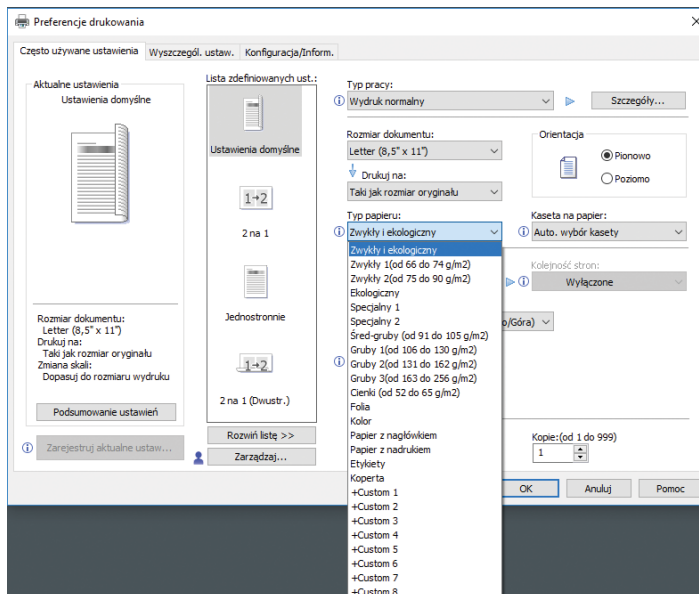 Preferencje drukowania
Często używane ustawienia
Wyszczegól. ustaw.
Konfiguracja/Inform.
Aktualne ustawienia
Ustawienia domyślne
Rozmiar dokumentu:
Letter (8,5" x 11")
Drukuj na:
Taki jak rozmiar oryginału
Zmiana skali:
Dopasuj do rozmiaru wydruku
Podsumowanie ustawień
Zarejestruj aktualne ustaw...
Lista zdefiniowanych ust.:
Ustawienia domyślne
1→2
2 na 1
Jednostronnie
1→2
2 na 1 (Dwustr.)
Rozwiń listę >>
Zarządzaj...
Typ pracy:
Wydruk normalny
Szczegóły...
Rozmiar dokumentu:
Letter (8,5" x 11")
Drukuj na:
Taki jak rozmiar oryginału
Orientacja
Pionowo
Poziomo
Typ papieru:
Zwykły i ekologiczny
Kaseta na papier:
Auto. wybór kasety
Zwykły i ekologiczny
Zwykły 1(od 66 do 74 g/m2)
Zwykły 2(od 75 do 90 g/m2)
Ekologiczny
Specjalny 1
Specjalny 2
Śred-gruby (od 91 do 105 g/m2)
Gruby 1(od 106 do 130 g/m2)
Gruby 2(od 131 do 162 g/m2)
Gruby 3(od 163 do 256 g/m2)
Cienki (od 52 do 65 g/m2)
Folia
Kolor
Papier z nagłówkiem
Papier z nadrukiem
Etykiety
Koperta
+Custom 1
+Custom 2
+Custom 3
+Custom 4
+Custom 5
+Custom 6
+Custom 7
+Custom 8
Kolejność stron:
Wyłączone
o/Góra)
Kopie:(od 1 do 999)
1
OK
Anuluj
Pomoc